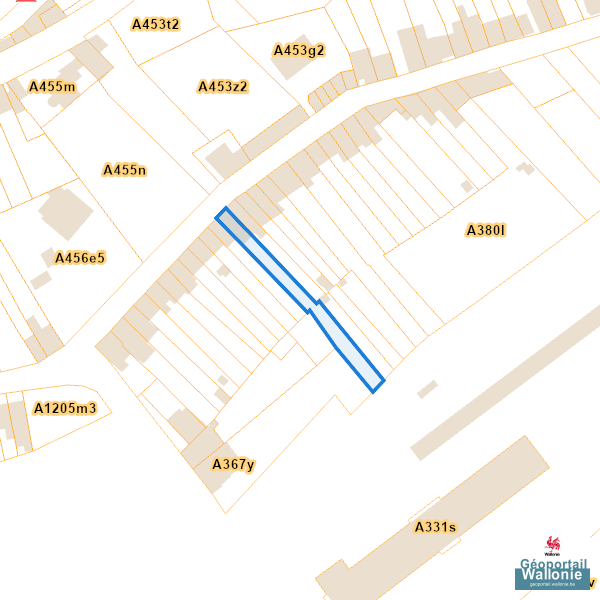 A453t2
A453g2
A455m
A453z2
A455n
A380l
A456e5
A1205m3
A367y
A331s
Wallonie
Géoportail
Wallonie
geoportail.wallonie.be
v